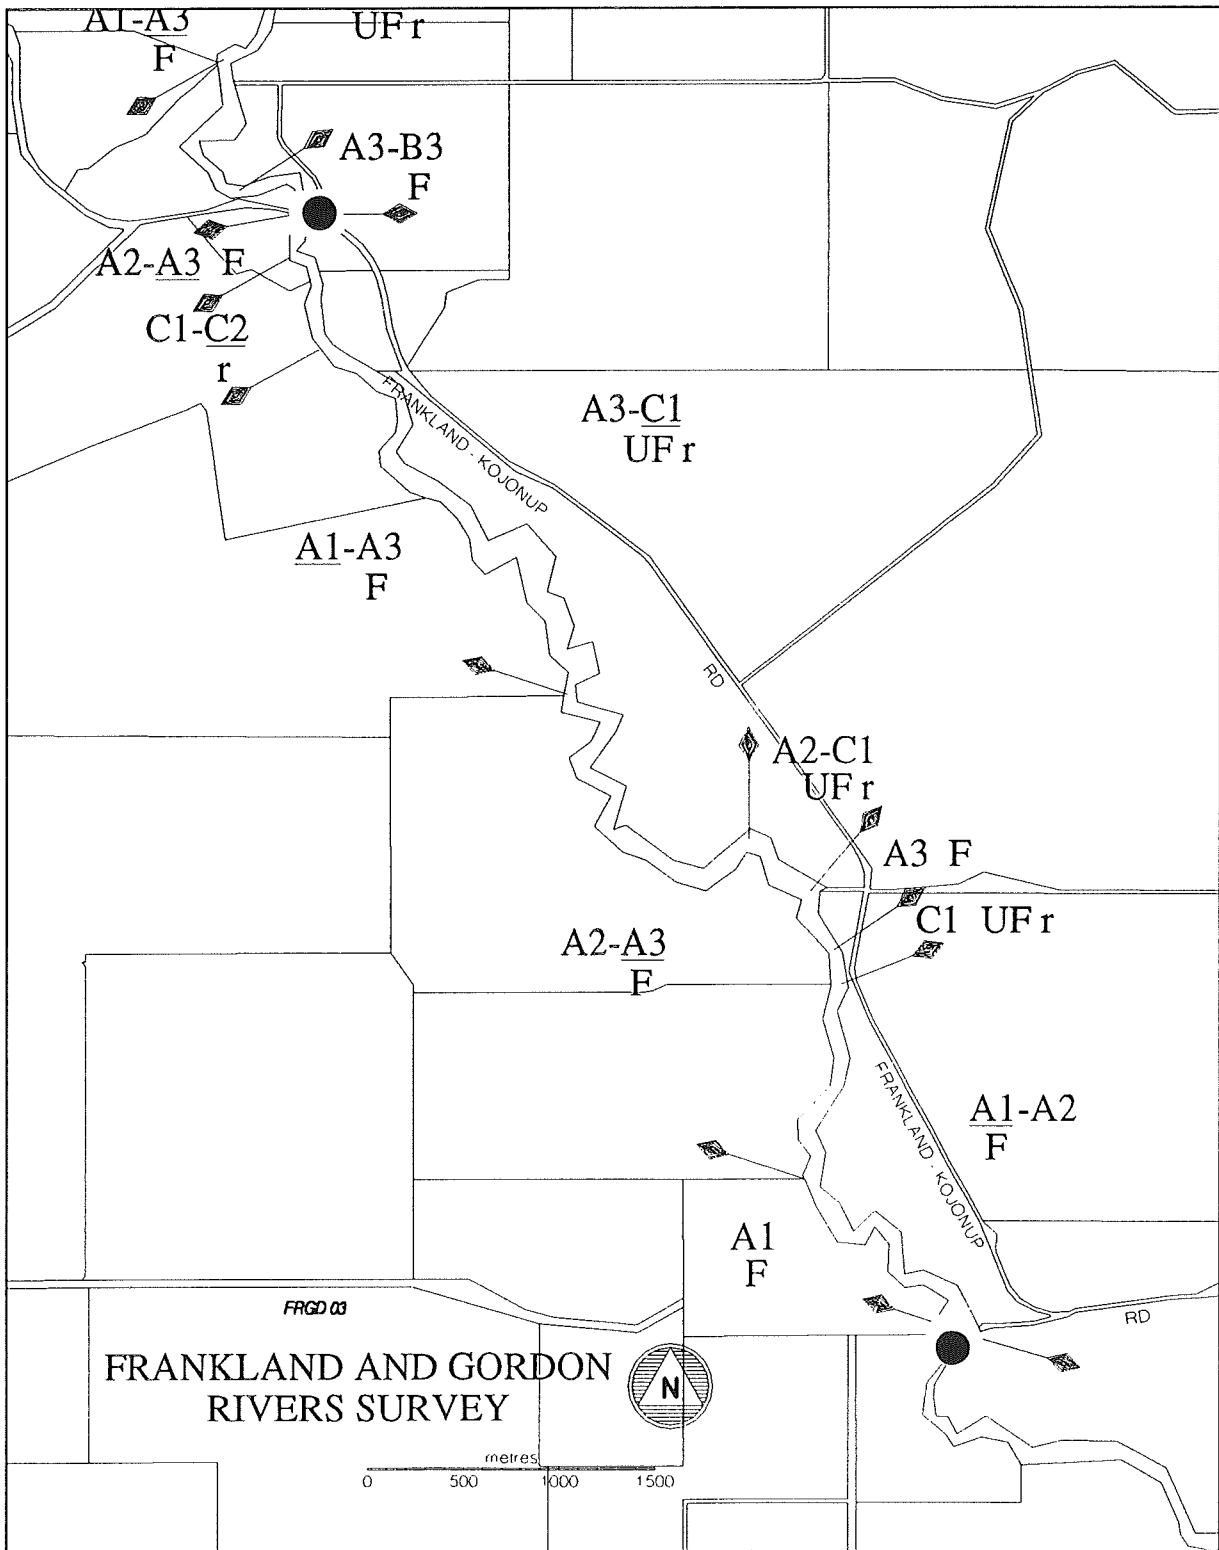 A1-A3
F
UF r
A3-B3
F
A2-A3 F
C1-C2
r
FRANKLAND - KOJONUP
A3-C1
UF r
A1-A3
F
RD
A2-C1
UF r
A3 F
C1 UF r
A2-A3
F
FRANKLAND - KOJONUP
A1-A2
F
A1
F
RD
FRGD 03
FRANKLAND AND GORDON
RIVERS SURVEY
N
metres
0 500 1000 1500